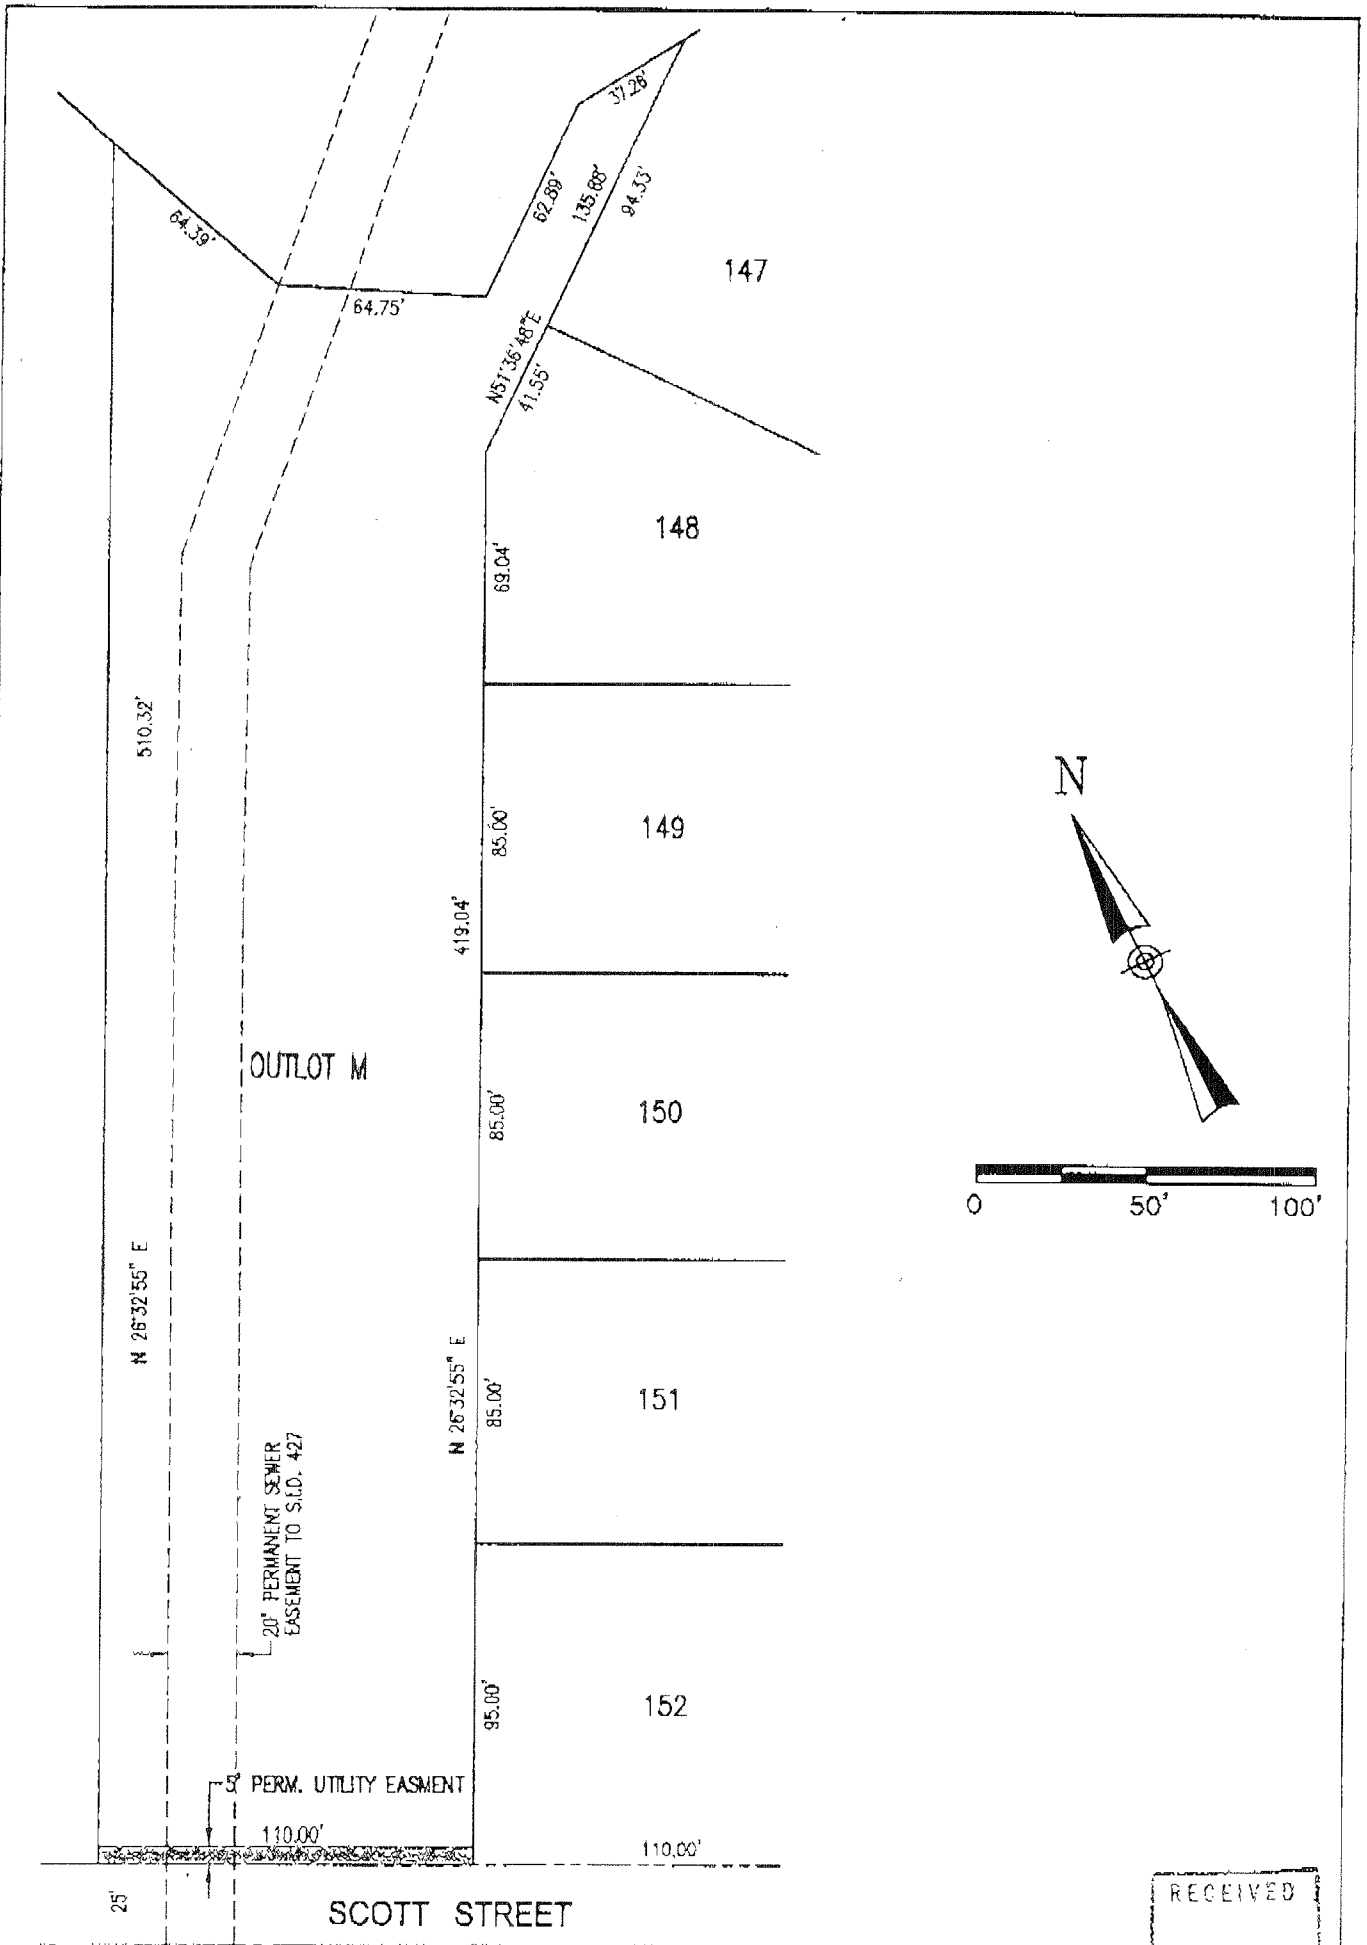 37.26'
62.89'
135.88'
94.33'
64.39'
64.75'
147
N51°36'48"E
41.55'
148
69.04'
510.32'
N
149
85.00'
419.04'
OUTLOT M
150
85.00'
0 50' 100'
N 26°32'55" E
N 26°32'55" E
85.00'
151
20' PERMANENT SEWER
EASEMENT TO S.I.D. 427
95.00'
152
5' PERM. UTILITY EASMENT
110.00'
110.00'
25'
SCOTT STREET
RECEIVED